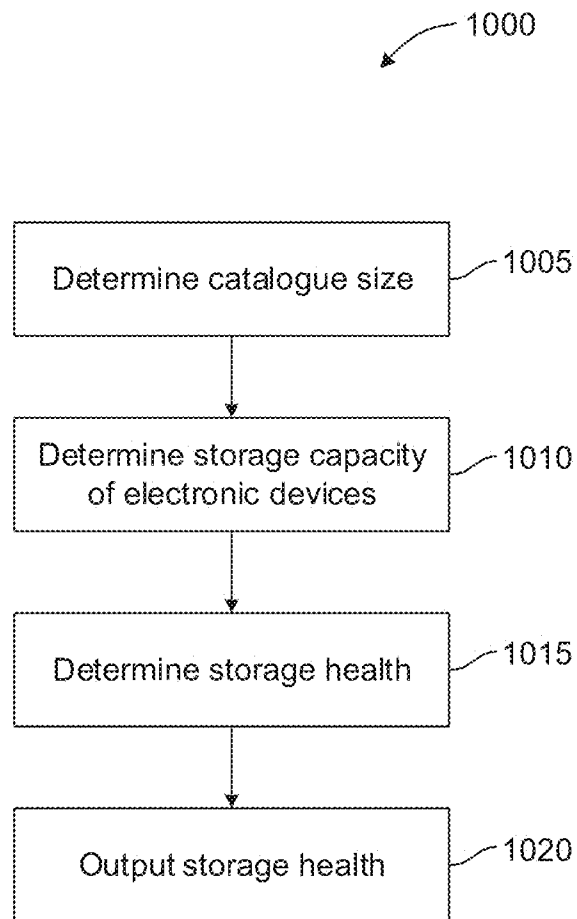 1000
Determine catalogue size
1005
Determine storage capacity
of electronic devices
1010
Determine storage health
1015
Output storage health
1020